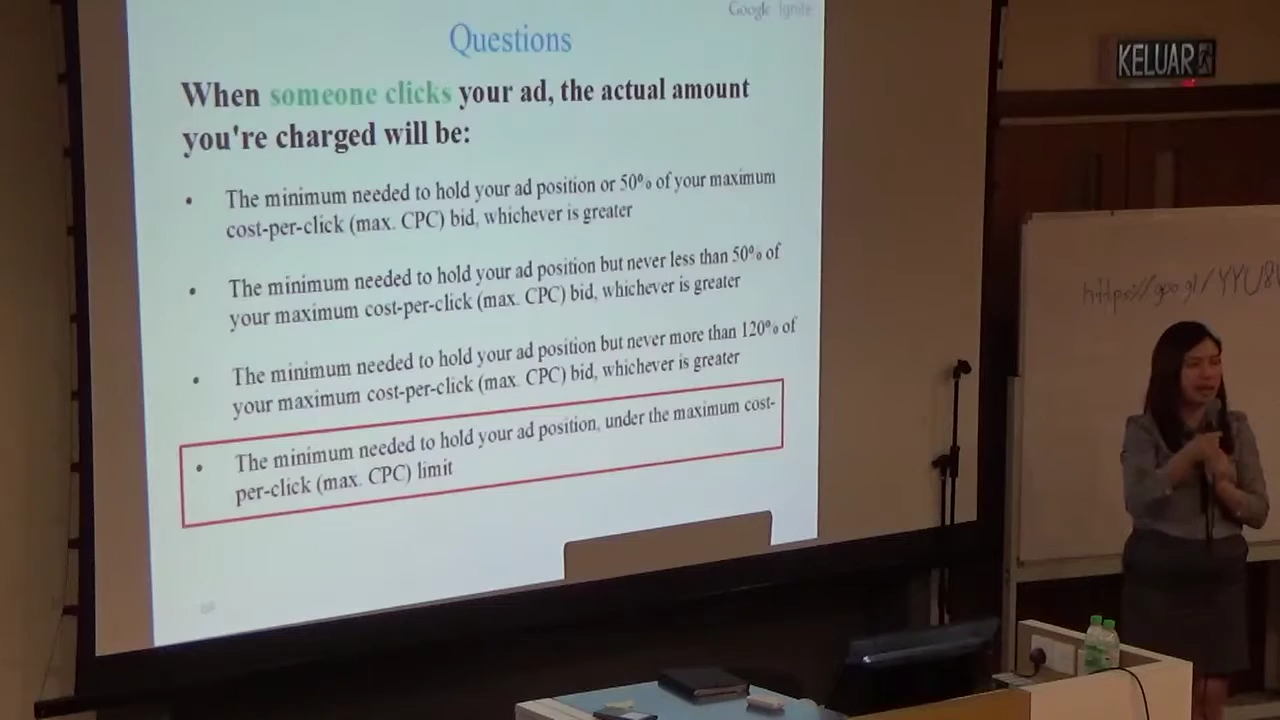 Google Ignite
Questions
When someone clicks your ad, the actual amount
you're charged will be:
• The minimum needed to hold your ad position or 50% of your maximum
cost-per-click (max. CPC) bid, whichever is greater
• The minimum needed to hold your ad position but never less than 50% of
your maximum cost-per-click (max. CPC) bid, whichever is greater
• The minimum needed to hold your ad position but never more than 120% of
your maximum cost-per-click (max. CPC) bid, whichever is greater
• The minimum needed to hold your ad position, under the maximum cost-
per-click (max. CPC) limit
KELUAR
https://goo.gl/YYU8